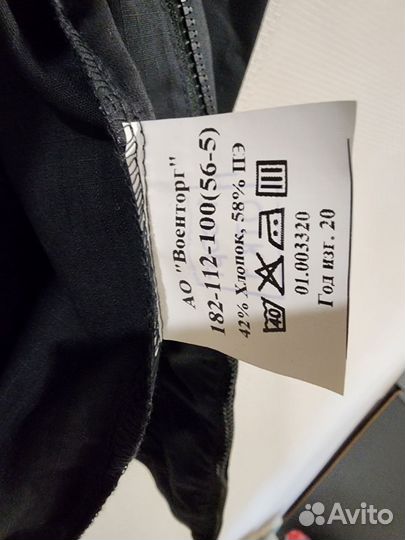 АО "Военторг"
182-112-100(56-5)
42% Хлопок, 58% ПЭ
01.003320
Год изг. 20
Avito